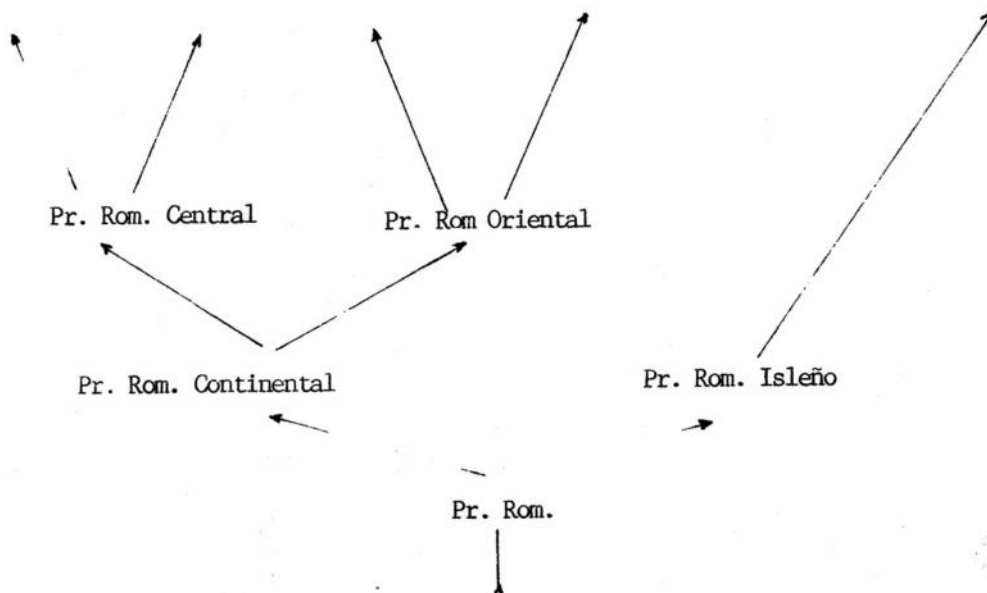 Pr. Rom. Central
Pr. Rom Oriental
Pr. Rom. Continental
Pr. Rom. Isleño
Pr. Rom.